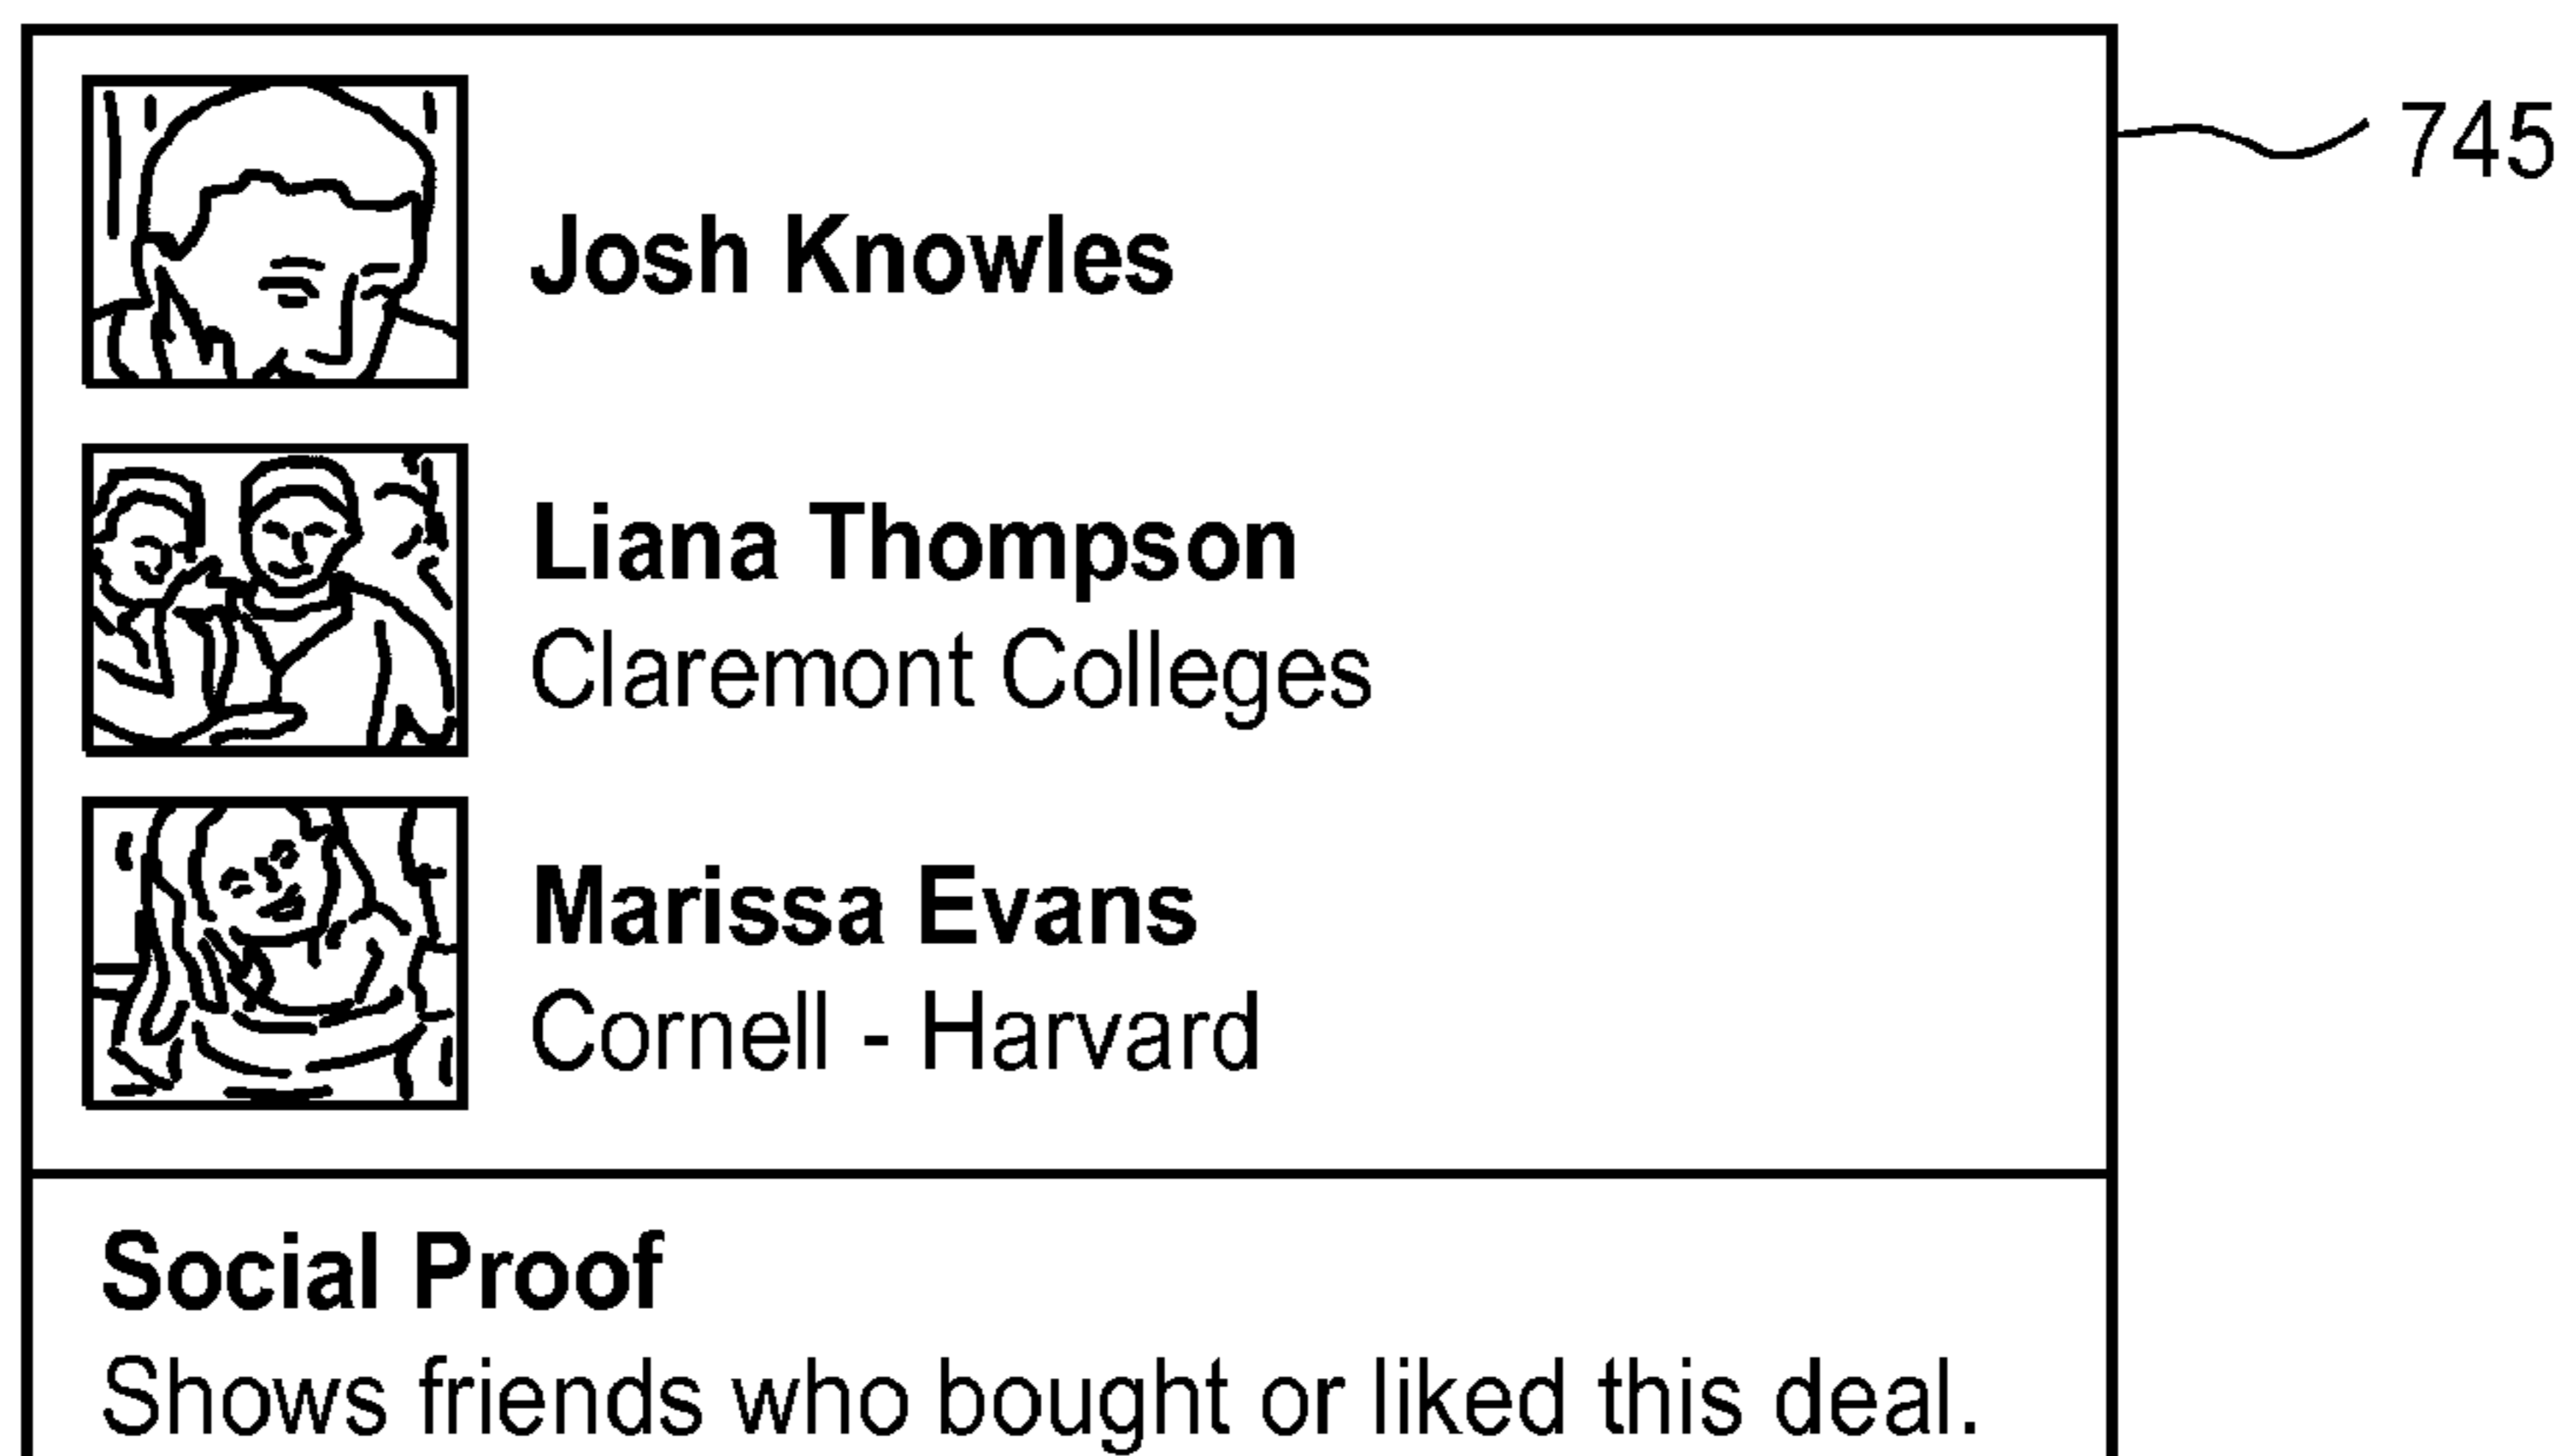 745
Josh Knowles
Liana Thompson
Claremont Colleges
Marissa Evans
Cornell - Harvard
Social Proof
Shows friends who bought or liked this deal.